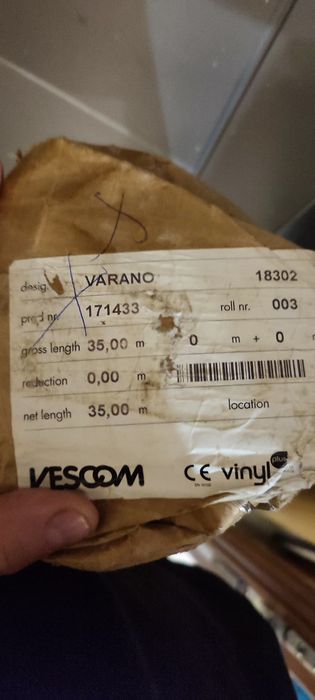 desig VARANO 18302
prod nr. 171433 roll nr. 003
gross length 35,00 m 0 m + 0
reduction 0,00 m
net length 35,00 m location
VESCOM CE vinyl plus